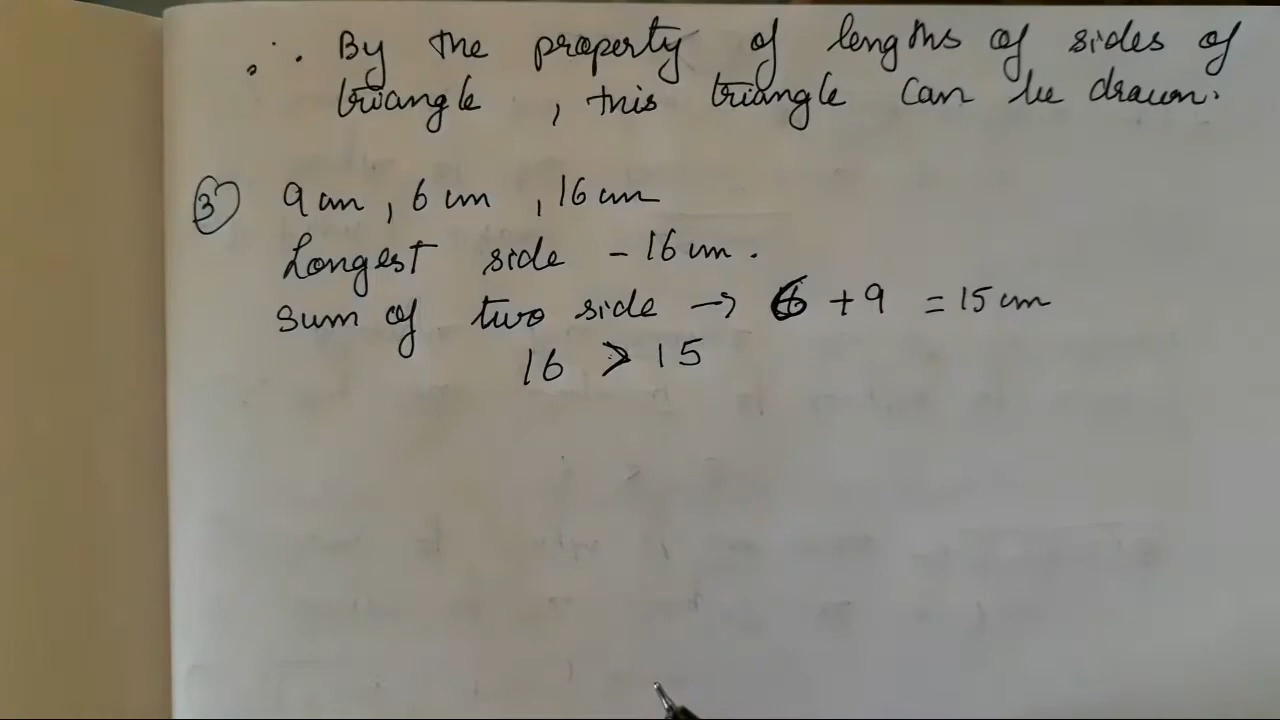 ∴ By the property of lengths of sides of
triangle , this triangle can be drawn.
③ 9 cm , 6 cm , 16 cm
Longest side - 16 cm .
Sum of two side → 6 + 9 = 15 cm
16 > 15